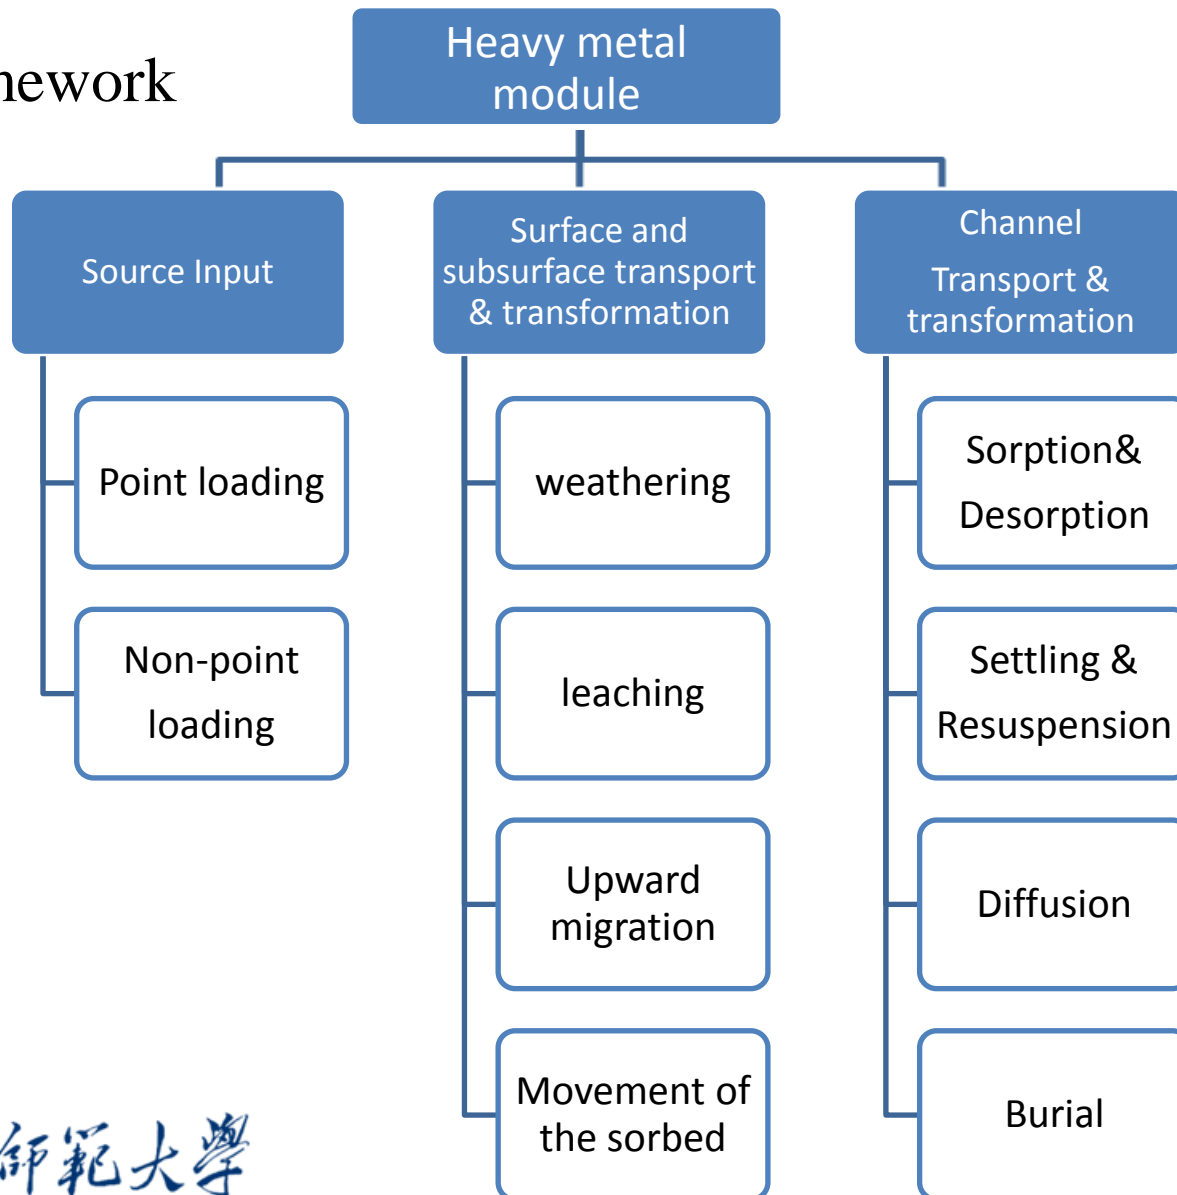 Heavy metal
module
Source Input
Point loading
Non-point
loading
Surface and
subsurface transport
& transformation
weathering
leaching
Upward
migration
Movement of
the sorbed
Channel
Transport &
transformation
Sorption&
Desorption
Settling &
Resuspension
Diffusion
Burial
師範大學